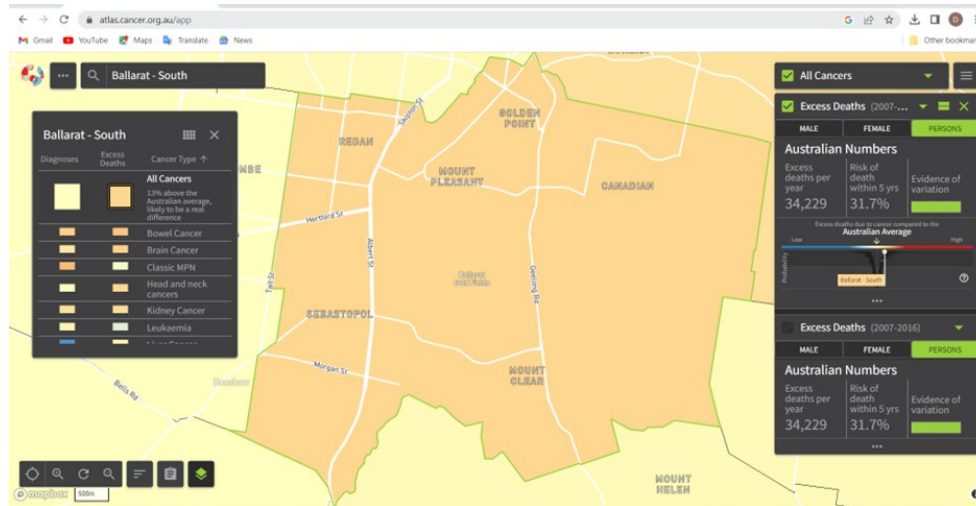 atlas.cancer.org.au/app
Gmail YouTube Maps Translate News Other bookmar
Ballarat - South
All Cancers
Ballarat - South
Diagnoses Excess Deaths Cancer Type ↑
All Cancers
13% above the
Australian average,
likely to be a real
difference
Bowel Cancer
Brain Cancer
Classic MPN
Head and neck
cancers
Kidney Cancer
Leukaemia
Excess Deaths (2007-...
MALE FEMALE PERSONS
Australian Numbers
Excess
deaths per
year
34,229
Risk of
death
within 5 yrs
31.7%
Evidence of
variation
Excess deaths due to cancer compared to the
Australian Average
Low High
Probability
Ballarat - South
Excess Deaths (2007-2016)
MALE FEMALE PERSONS
Australian Numbers
Excess
deaths per
year
34,229
Risk of
death
within 5 yrs
31.7%
Evidence of
variation
Skipton St
GOLDEN
POINT
REDAN
MBE
MOUNT
PLEASANT
CANADIAN
Hertford St
Albert St
Tait St
Ballarat
Gold Fields
Geelong Rd
SEBASTOPOL
Morgan St
MOUNT
CLEAR
Bells Rd
MOUNT
HELEN
mapbox
500m